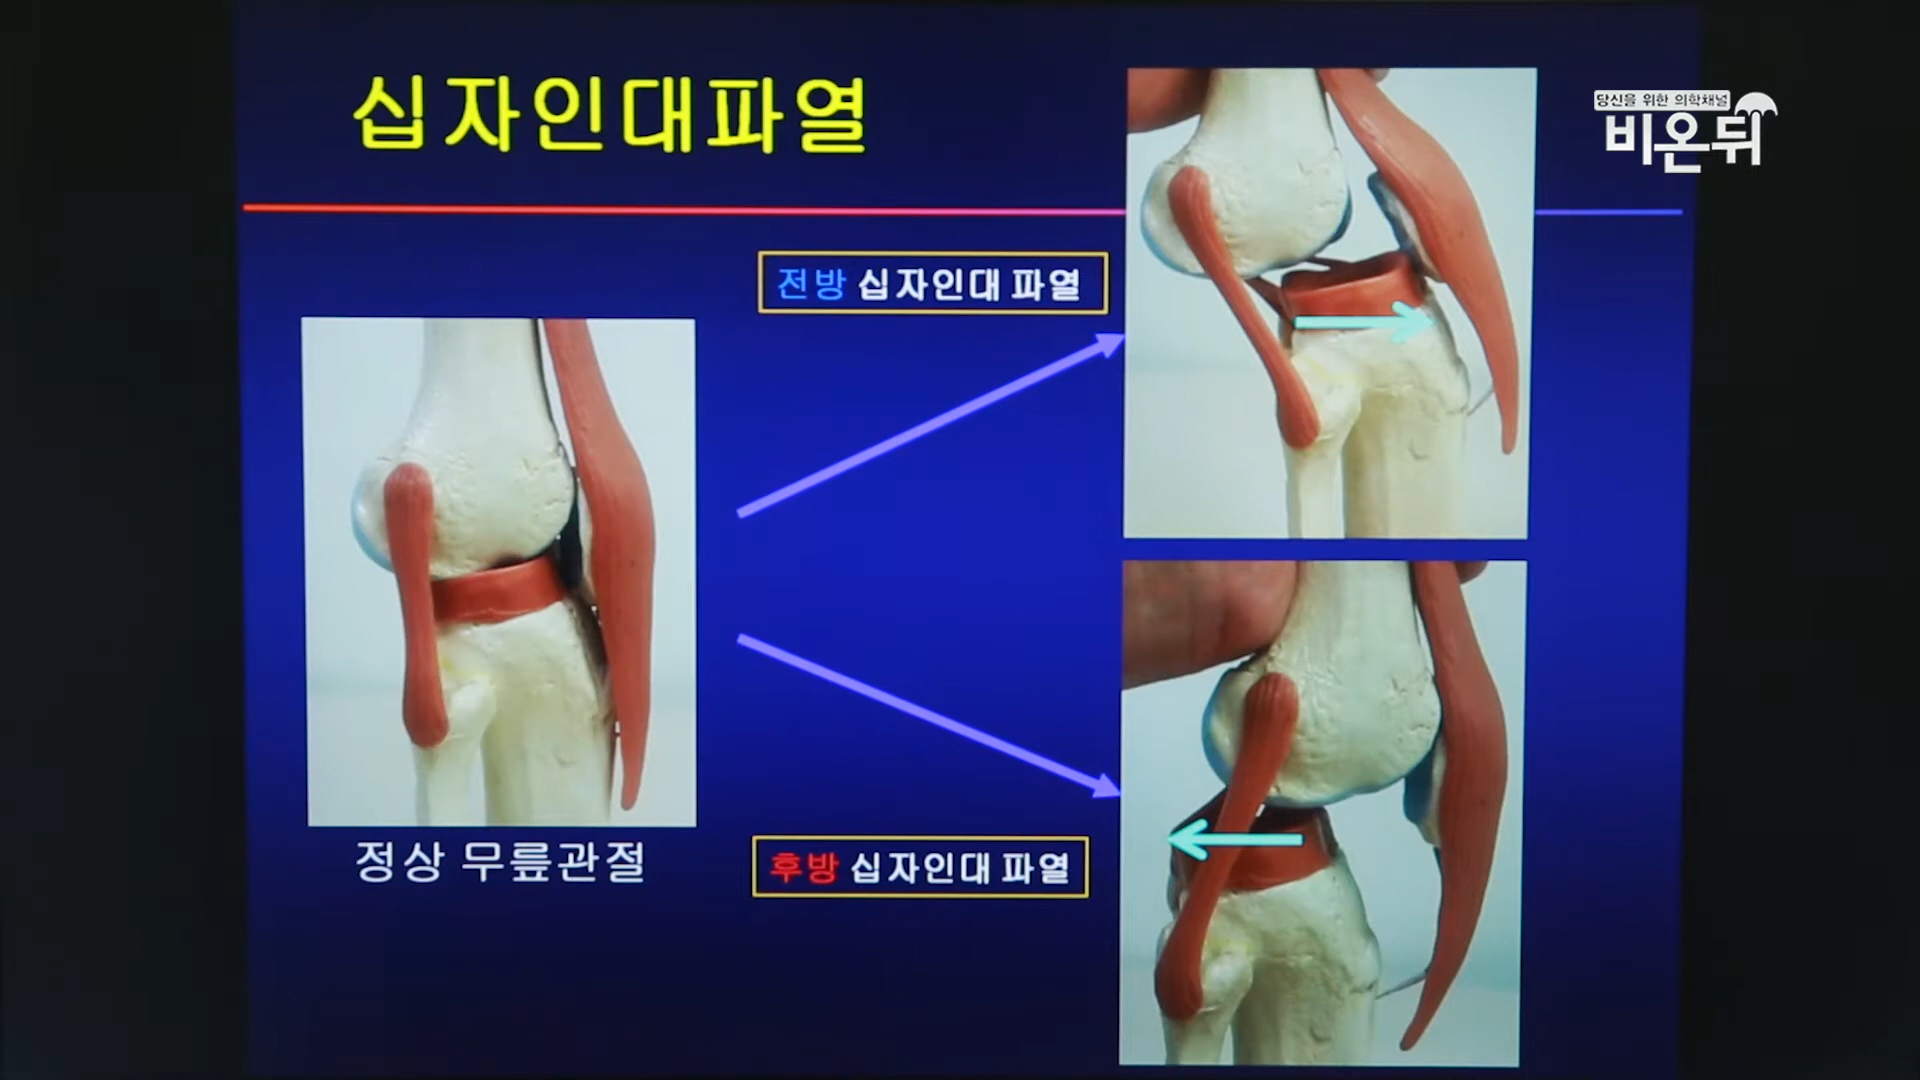 십자인대파열
당신을 위한 의학채널
비온뒤
전방 십자인대 파열
정상 무릎관절
후방 십자인대 파열